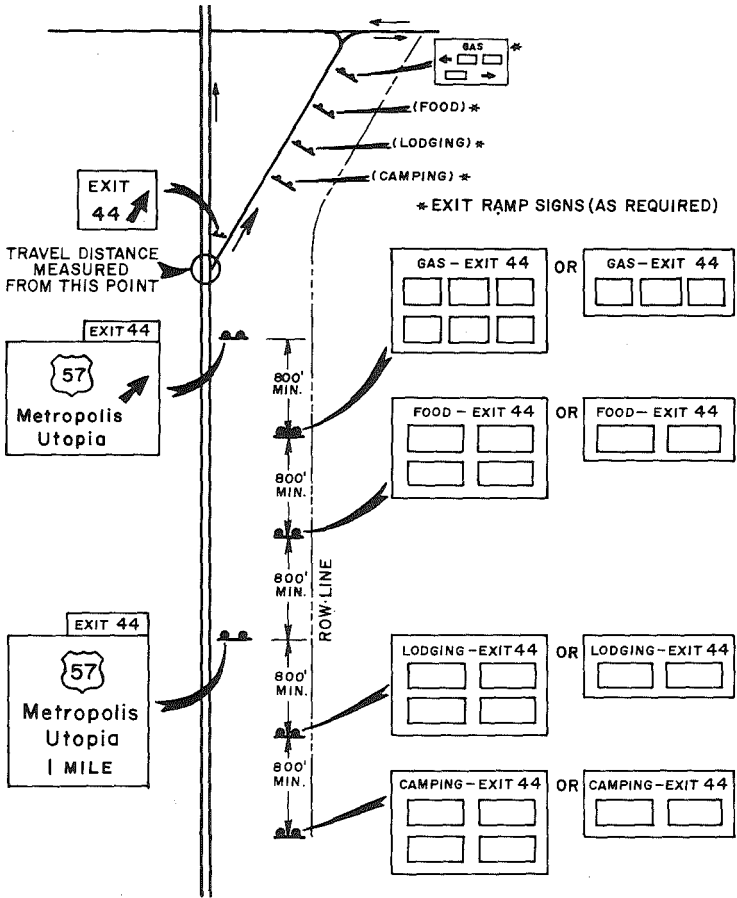 GAS *
(FOOD) *
(LODGING) *
(CAMPING) *
* EXIT RAMP SIGNS (AS REQUIRED)
EXIT
44
TRAVEL DISTANCE
MEASURED
FROM THIS POINT
EXIT 44
57
Metropolis
Utopia
GAS - EXIT 44
OR
GAS - EXIT 44
800'
MIN.
FOOD - EXIT 44
OR
FOOD - EXIT 44
800'
MIN.
800'
MIN.
ROW LINE
EXIT 44
57
Metropolis
Utopia
1 MILE
LODGING - EXIT 44
OR
LODGING - EXIT 44
800'
MIN.
CAMPING - EXIT 44
OR
CAMPING - EXIT 44
800'
MIN.